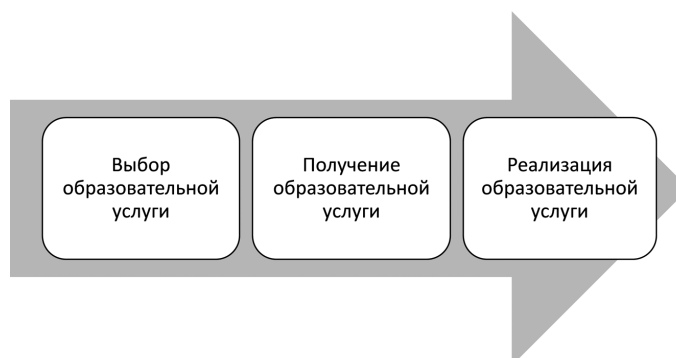 Выбор
образовательной
услуги
Получение
образовательной
услуги
Реализация
образовательной
услуги